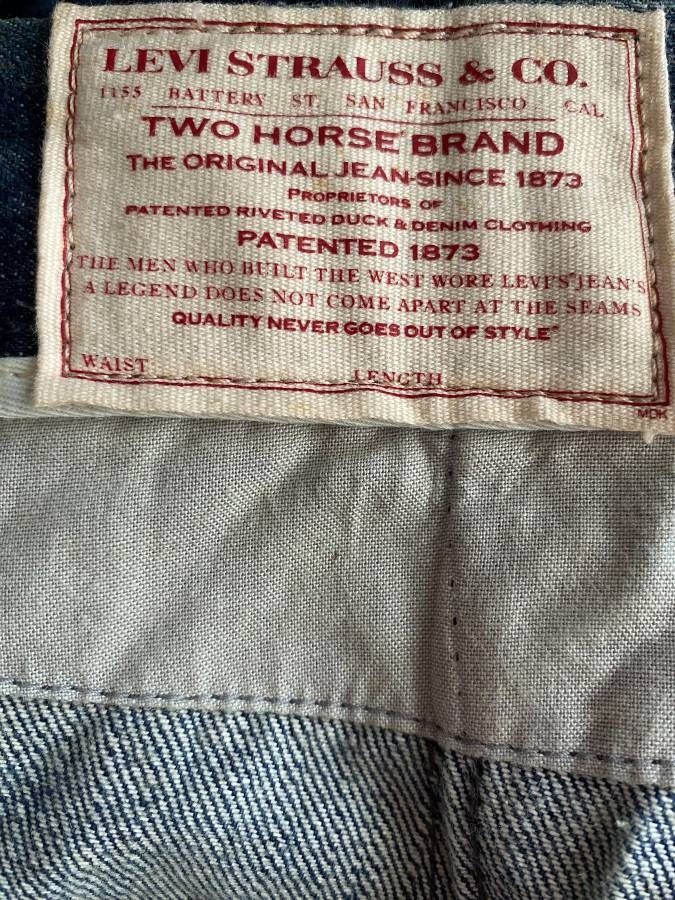 LEVI STRAUSS & CO.
1155 BATTERY ST. SAN FRANCISCO CAL
TWO HORSE BRAND
THE ORIGINAL JEAN-SINCE 1873
PROPRIETORS OF
PATENTED RIVETED DUCK & DENIM CLOTHING
PATENTED 1873
THE MEN WHO BUILT THE WEST WORE LEVI'S® JEAN'S
A LEGEND DOES NOT COME APART AT THE SEAMS
QUALITY NEVER GOES OUT OF STYLE®
WAIST LENGTH
MDK